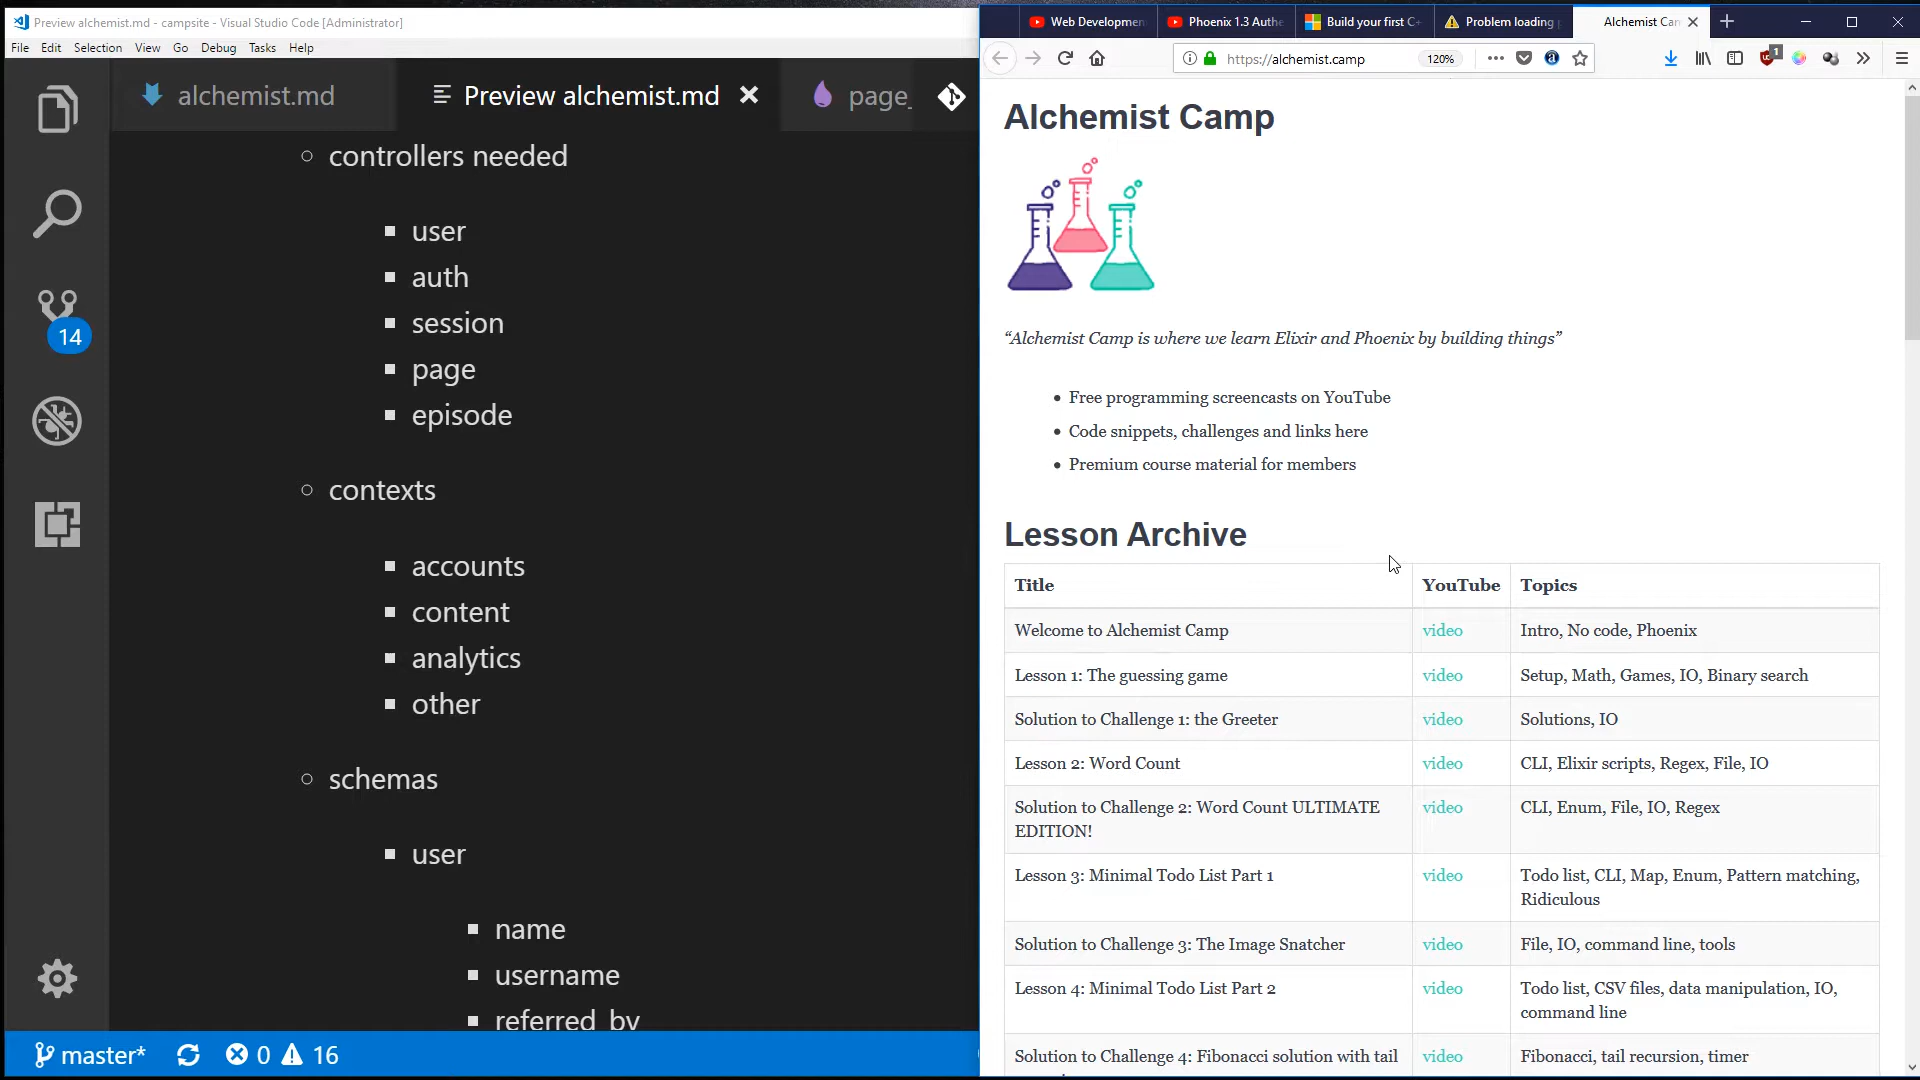 Preview alchemist.md - campsite - Visual Studio Code [Administrator]
File Edit Selection View Go Debug Tasks Help
alchemist.md
Preview alchemist.md
page_
controllers needed
user
auth
session
page
episode
contexts
accounts
content
analytics
other
schemas
user
name
username
referred_by
14
master*
0
16
Web Developmen
Phoenix 1.3 Authe
Build your first C+
Problem loading p
Alchemist Cam
https://alchemist.camp
120%
1
Alchemist Camp
“Alchemist Camp is where we learn Elixir and Phoenix by building things”
Free programming screencasts on YouTube
Code snippets, challenges and links here
Premium course material for members
Lesson Archive
Title YouTube Topics
Welcome to Alchemist Camp video Intro, No code, Phoenix
Lesson 1: The guessing game video Setup, Math, Games, IO, Binary search
Solution to Challenge 1: the Greeter video Solutions, IO
Lesson 2: Word Count video CLI, Elixir scripts, Regex, File, IO
Solution to Challenge 2: Word Count ULTIMATE
EDITION!
video CLI, Enum, File, IO, Regex
Lesson 3: Minimal Todo List Part 1 video Todo list, CLI, Map, Enum, Pattern matching,
Ridiculous
Solution to Challenge 3: The Image Snatcher video File, IO, command line, tools
Lesson 4: Minimal Todo List Part 2 video Todo list, CSV files, data manipulation, IO,
command line
Solution to Challenge 4: Fibonacci solution with tail video Fibonacci, tail recursion, timer